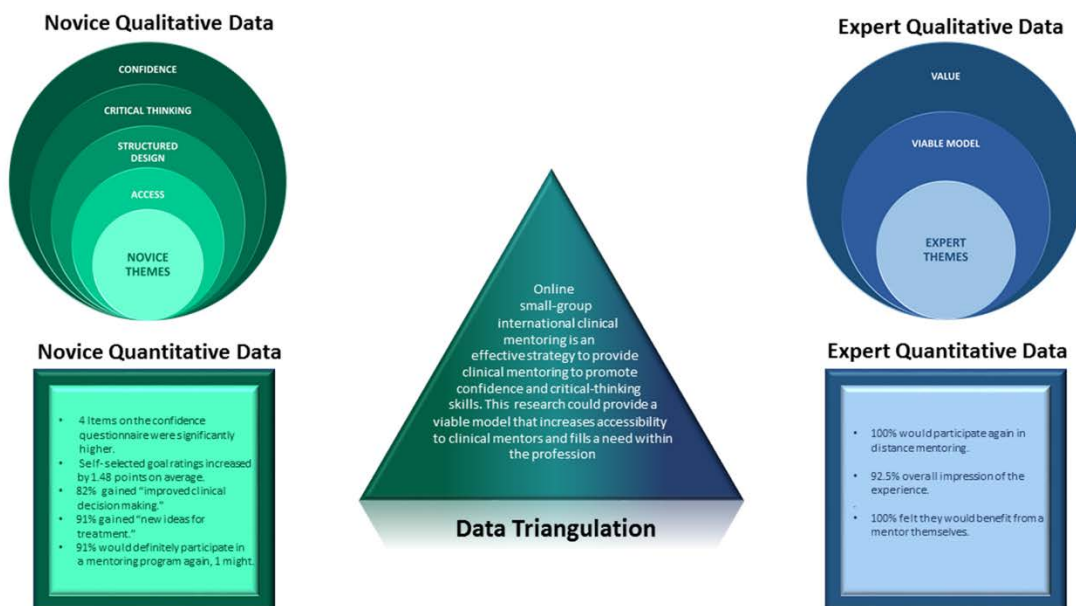 Novice Qualitative Data
CONFIDENCE
CRITICAL THINKING
STRUCTURED
DESIGN
ACCESS
NOVICE
THEMES
Novice Quantitative Data
• 4 Items on the confidence
questionnaire were significantly
higher.
• Self- selected goal ratings increased
by 1.48 points on average.
• 82% gained “improved clinical
decision making.”
• 91% gained “new ideas for
treatment.”
• 91% would definitely participate in
a mentoring program again, 1 might.
Online
small-group
international clinical
mentoring is an
effective strategy to provide
clinical mentoring to promote
confidence and critical-thinking
skills. This research could provide a
viable model that increases accessibility
to clinical mentors and fills a need within
the profession
Data Triangulation
Expert Qualitative Data
VALUE
VIABLE MODEL
EXPERT
THEMES
Expert Quantitative Data
• 100% would participate again in
distance mentoring.
• 92.5% overall impression of the
experience.
.
• 100% felt they would benefit from a
mentor themselves.